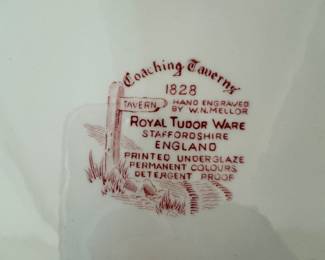 Coaching Taverns
1828
TAVERN
HAND ENGRAVED
BY W.N. MELLOR
ROYAL TUDOR WARE
STAFFORDSHIRE
ENGLAND
PRINTED UNDERGLAZE
PERMANENT COLOURS
DETERGENT PROOF